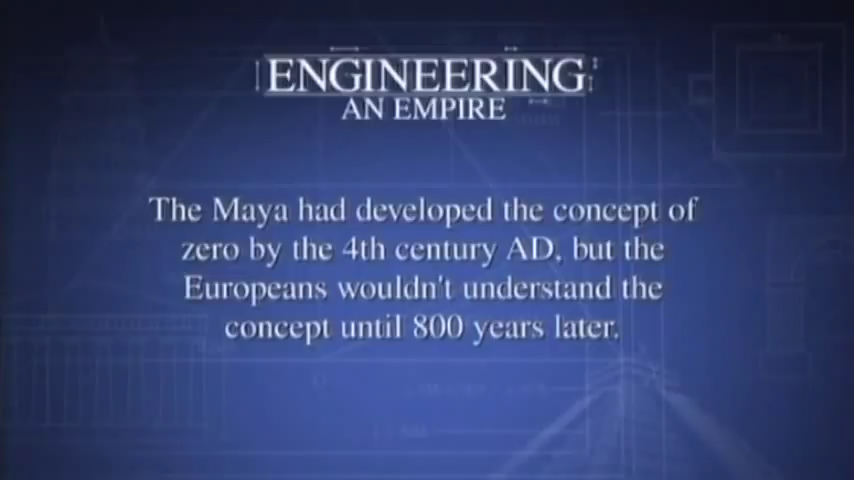 ENGINEERING
AN EMPIRE
The Maya had developed the concept of
zero by the 4th century AD, but the
Europeans wouldn't understand the
concept until 800 years later.